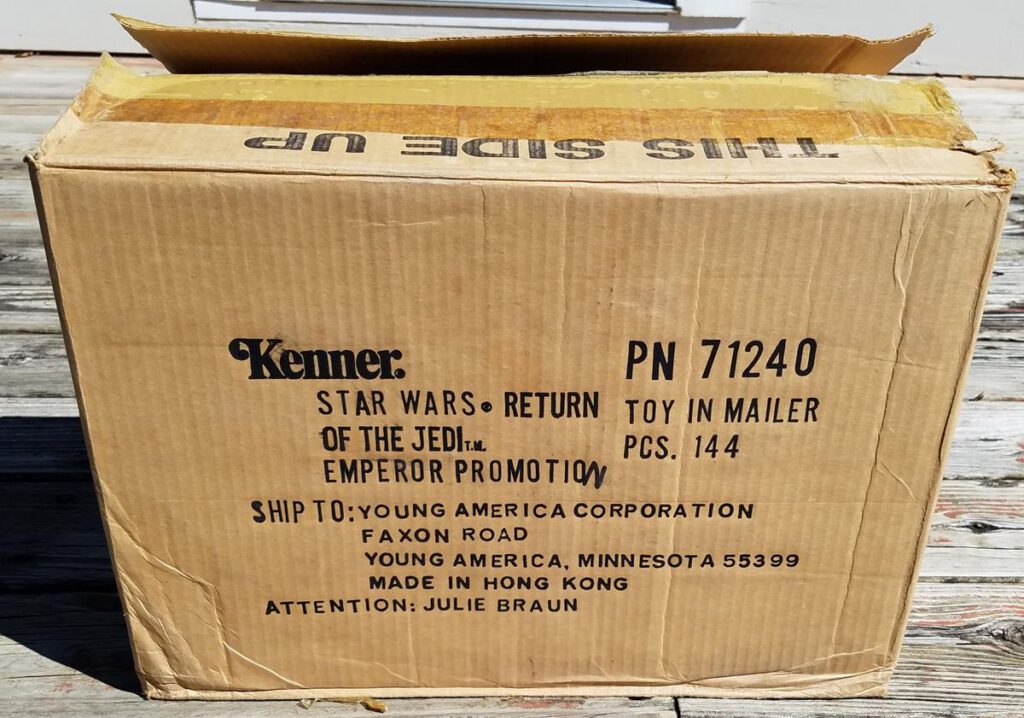 THIS SIDE UP
Kenner.
STAR WARS® RETURN
OF THE JEDI T.M.
EMPEROR PROMOTION
PN 71240
TOY IN MAILER
PCS. 144
SHIP TO: YOUNG AMERICA CORPORATION
FAXON ROAD
YOUNG AMERICA, MINNESOTA 55399
MADE IN HONG KONG
ATTENTION: JULIE BRAUN